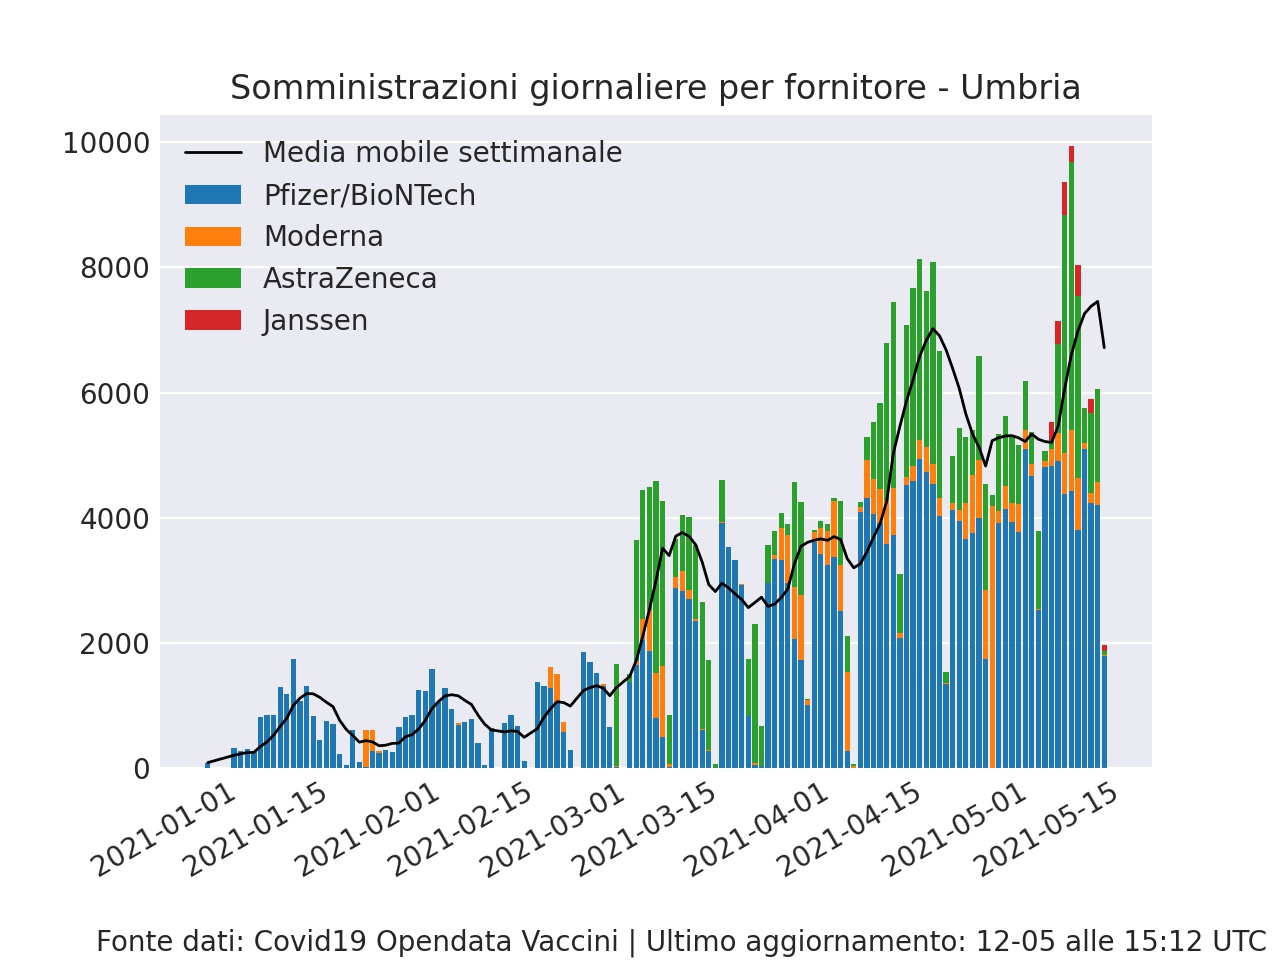 Somministrazioni giornaliere per fornitore - Umbria
10000
8000
6000
4000
2000
0
Media mobile settimanale
Pfizer/BioNTech
Moderna
AstraZeneca
Janssen
2021-01-01
2021-01-15
2021-02-01
2021-02-15
2021-03-01
2021-03-15
2021-04-01
2021-04-15
2021-05-01
2021-05-15
Fonte dati: Covid19 Opendata Vaccini | Ultimo aggiornamento: 12-05 alle 15:12 UTC